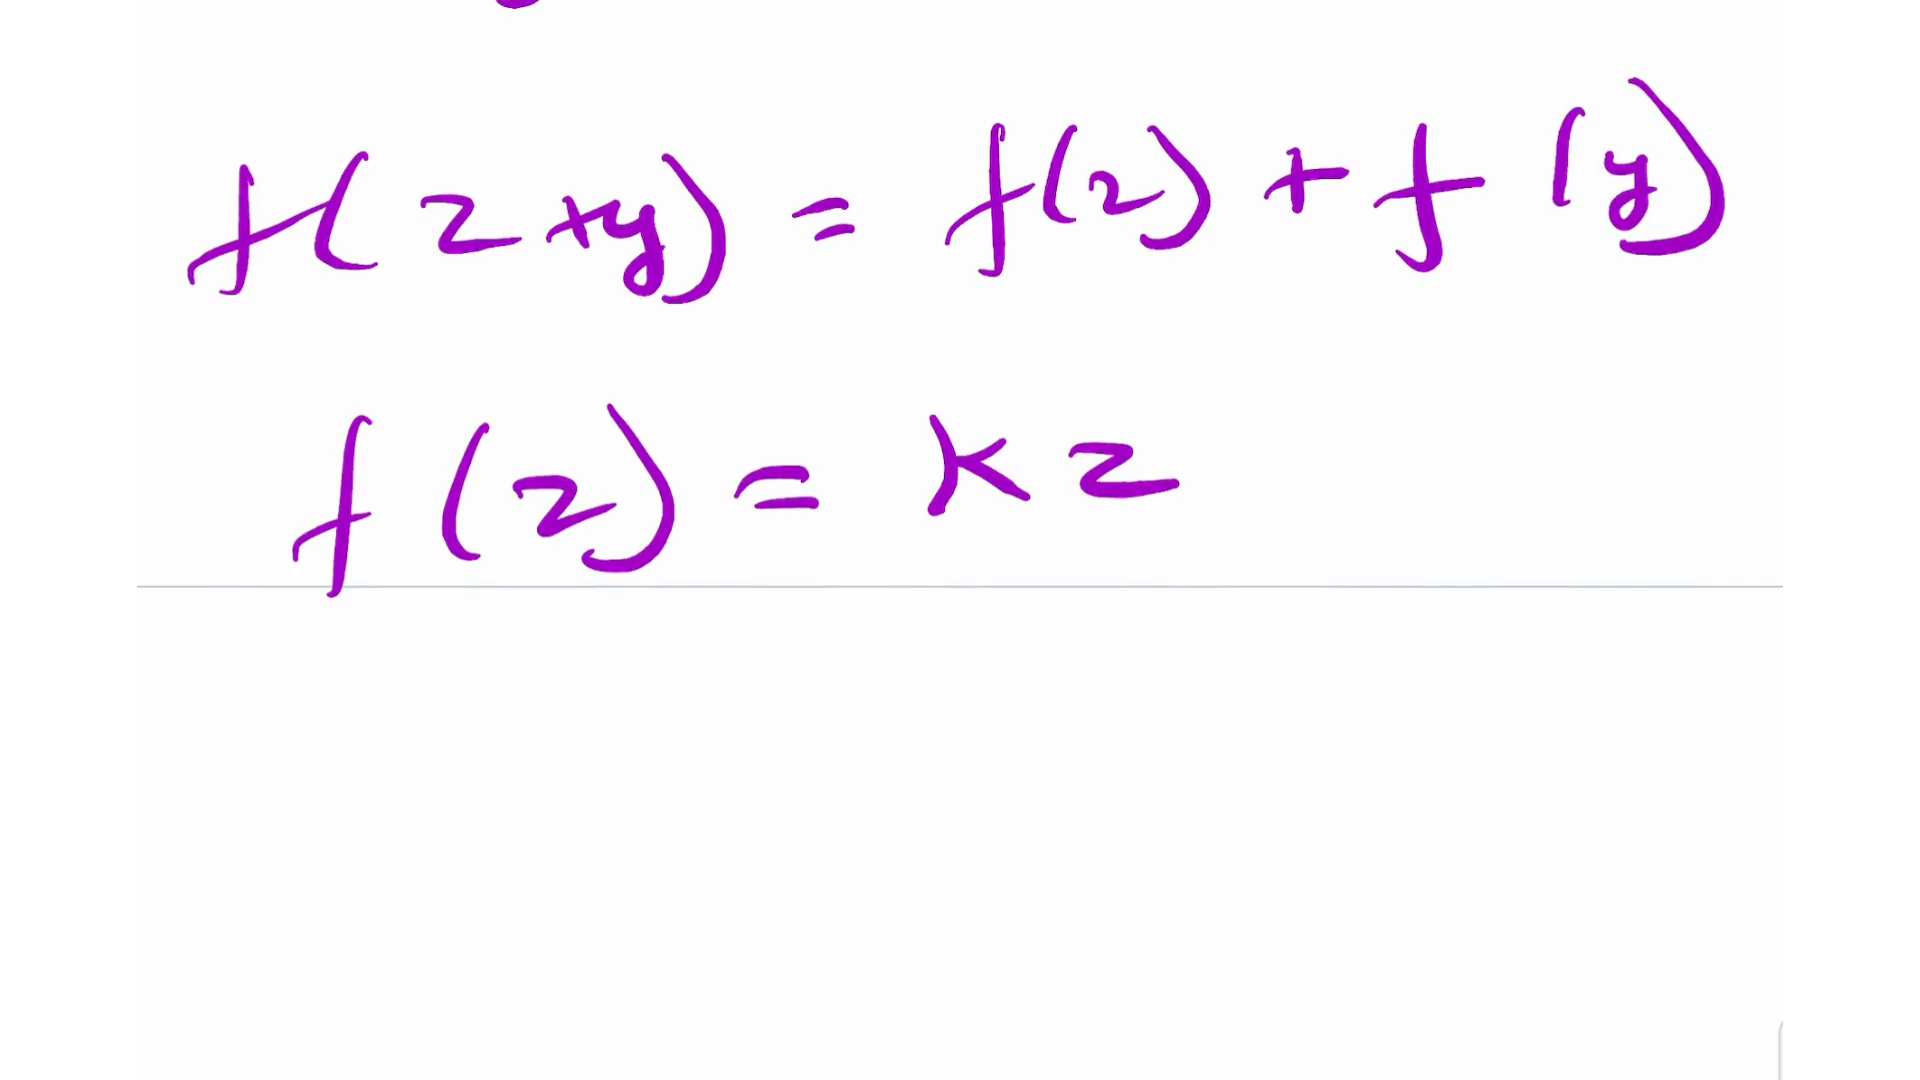 f(z+y) = f(z) + f(y)
f(z) = kz